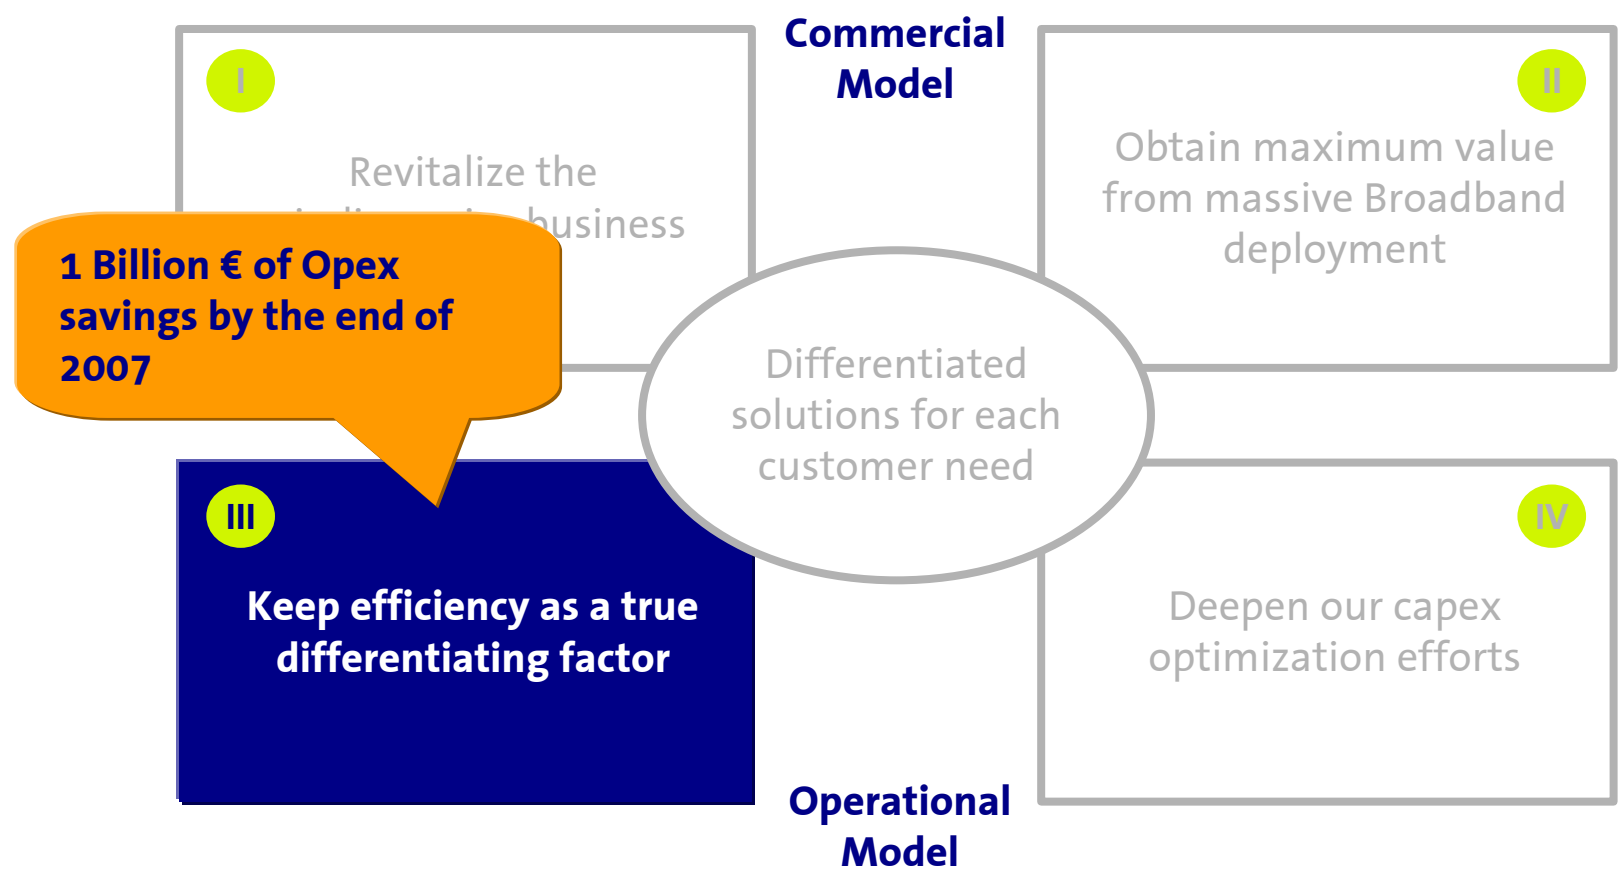 Commercial
Model
I
Revitalize the
business
II
Obtain maximum value
from massive Broadband
deployment
1 Billion € of Opex
savings by the end of
2007
Differentiated
solutions for each
customer need
III
Keep efficiency as a true
differentiating factor
IV
Deepen our capex
optimization efforts
Operational
Model